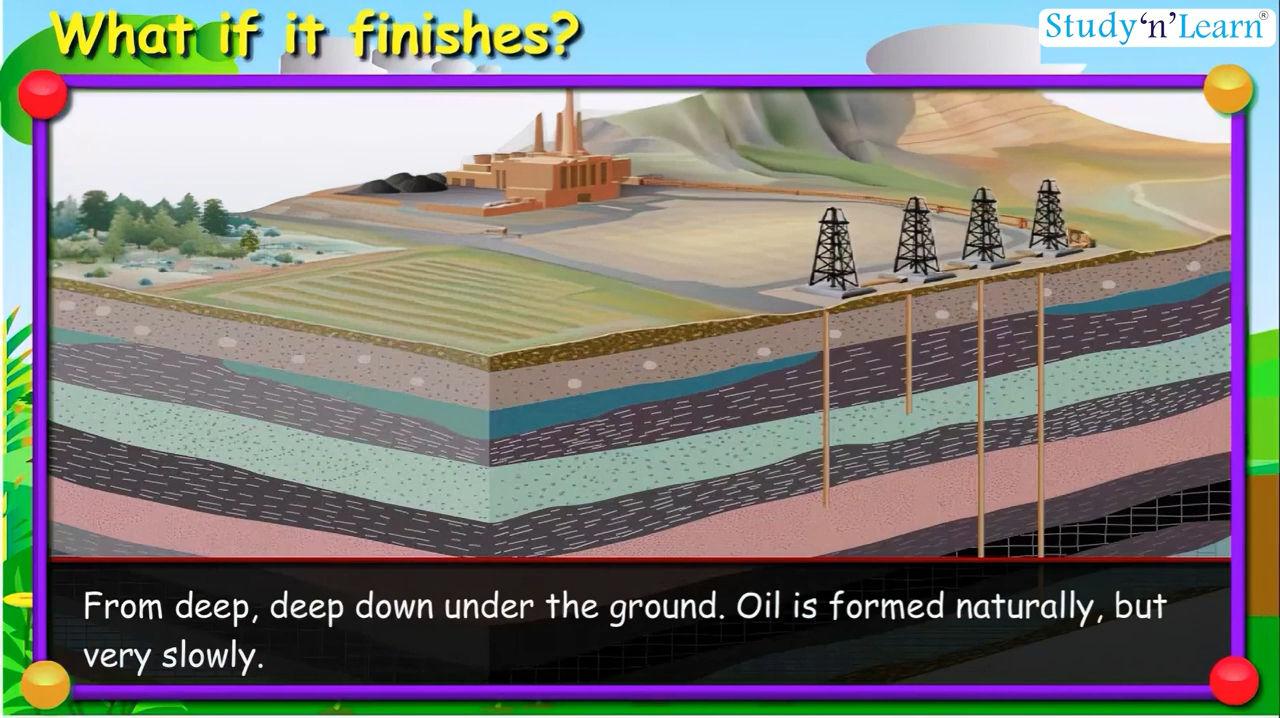 What if it finishes?
Study‘n’Learn®
From deep, deep down under the ground. Oil is formed naturally, but
very slowly.